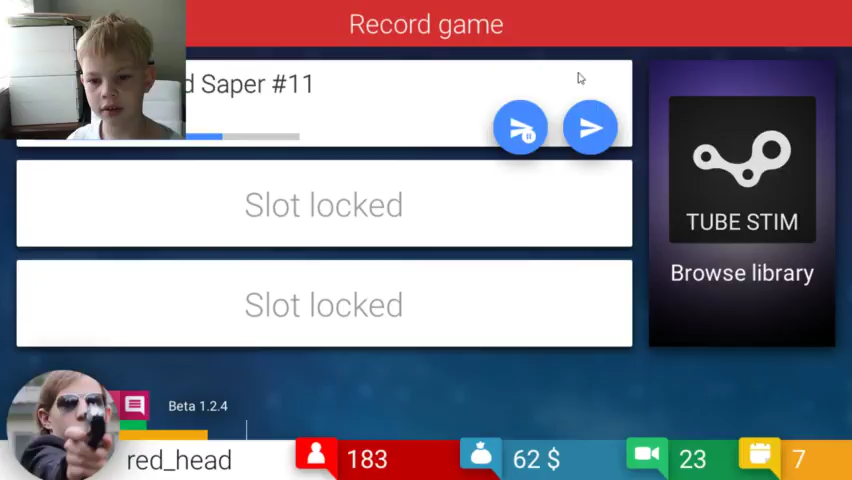 Record game
d Saper #11
Slot locked
Slot locked
TUBE STIM
Browse library
Beta 1.2.4
red_head
183
62 $
23
7